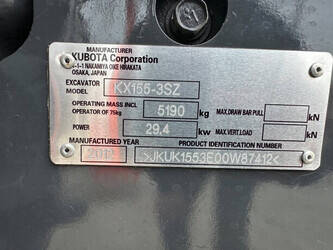 MANUFACTURER
KUBOTA Corporation
1-1-1 NAKAMIYA OIKE HIRAKATA
OSAKA, JAPAN
EXCAVATOR MODEL KX155-3SZ
OPERATING MASS INCL OPERATOR OF 75kg 5190 kg MAX.DRAW BAR PULL kN
POWER 29.4 kw MAX.VERT.LOAD kN
MANUFACTURED YEAR PRODUCT IDENTIFICATION NUMBER
>JKUK1553E00W87412<